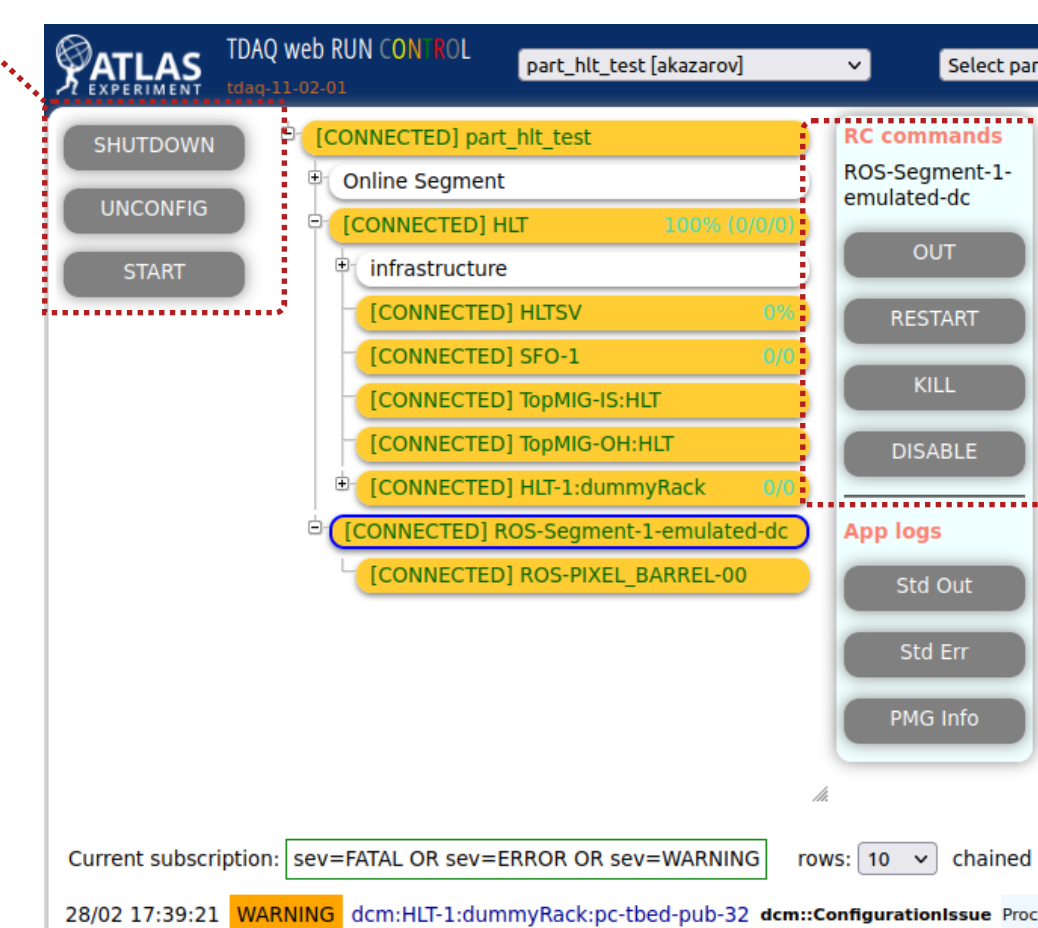 ATLAS
EXPERIMENT
TDAQ web RUN CONTROL
tdaq-11-02-01
part_hlt_test [akazarov]
Select par
SHUTDOWN
UNCONFIG
START
[CONNECTED] part_hlt_test
Online Segment
[CONNECTED] HLT 100% (0/0/0)
infrastructure
[CONNECTED] HLTSV 0%
[CONNECTED] SFO-1 0/0
[CONNECTED] TopMIG-IS:HLT
[CONNECTED] TopMIG-OH:HLT
[CONNECTED] HLT-1:dummyRack 0/0
[CONNECTED] ROS-Segment-1-emulated-dc
[CONNECTED] ROS-PIXEL_BARREL-00
RC commands
ROS-Segment-1-
emulated-dc
OUT
RESTART
KILL
DISABLE
App logs
Std Out
Std Err
PMG Info
Current subscription: sev=FATAL OR sev=ERROR OR sev=WARNING rows: 10 chained
28/02 17:39:21 WARNING dcm:HLT-1:dummyRack:pc-tbed-pub-32 dcm::ConfigurationIssue Proc